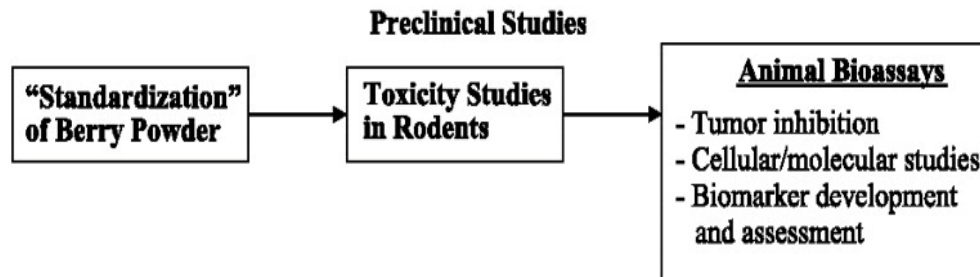 Preclinical Studies
“Standardization”
of Berry Powder
Toxicity Studies
in Rodents
Animal Bioassays
- Tumor inhibition
- Cellular/molecular studies
- Biomarker development
and assessment